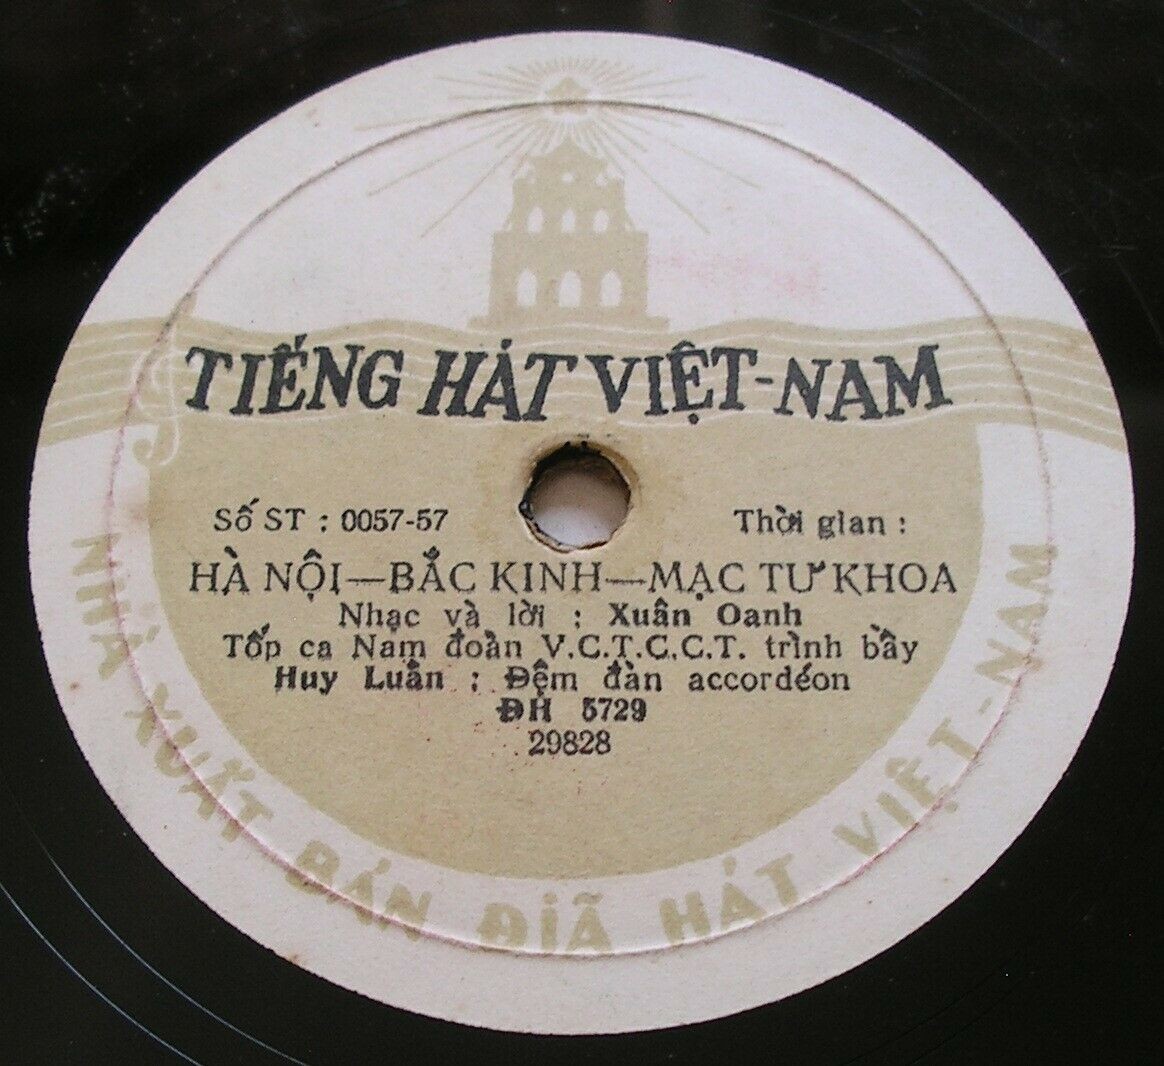 TIẾNG HÁT VIỆT-NAM
Số ST : 0057-57
Thời gian :
HÀ NỘI—BẮC KINH—MẠC TƯ KHOA
Nhạc và lời : Xuân Oanh
Tốp ca Nam đoàn V.C.T.C.C.T. trình bầy
Huy Luân : Đệm đàn accordéon
ĐH 5729
29828
NHÀ XUẤT BẢN ĐIÃ HÁT VIỆT-NAM